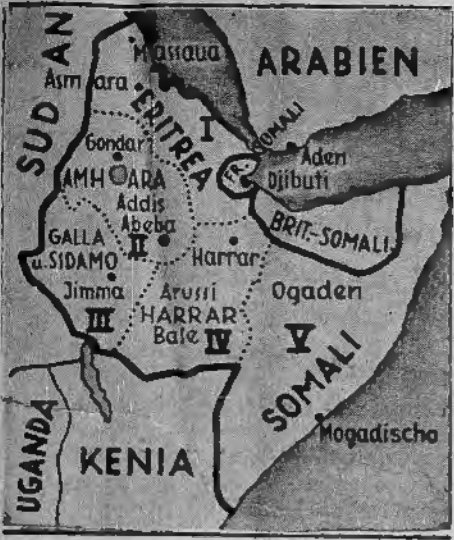 SUDAN
Massaua
ARABIEN
Asmara
ERITREA
I
FR. SOMALI
Gondar
Aden
Djibuti
AMHARA
Addis
Abeba
II
BRIT.-SOMALI.
GALLA
u. SIDAMO
Harrar
Jimma
III
Arussi
HARRAR
Bale IV
Ogaden
V
SOMALI
Mogadischo
UGANDA
KENIA